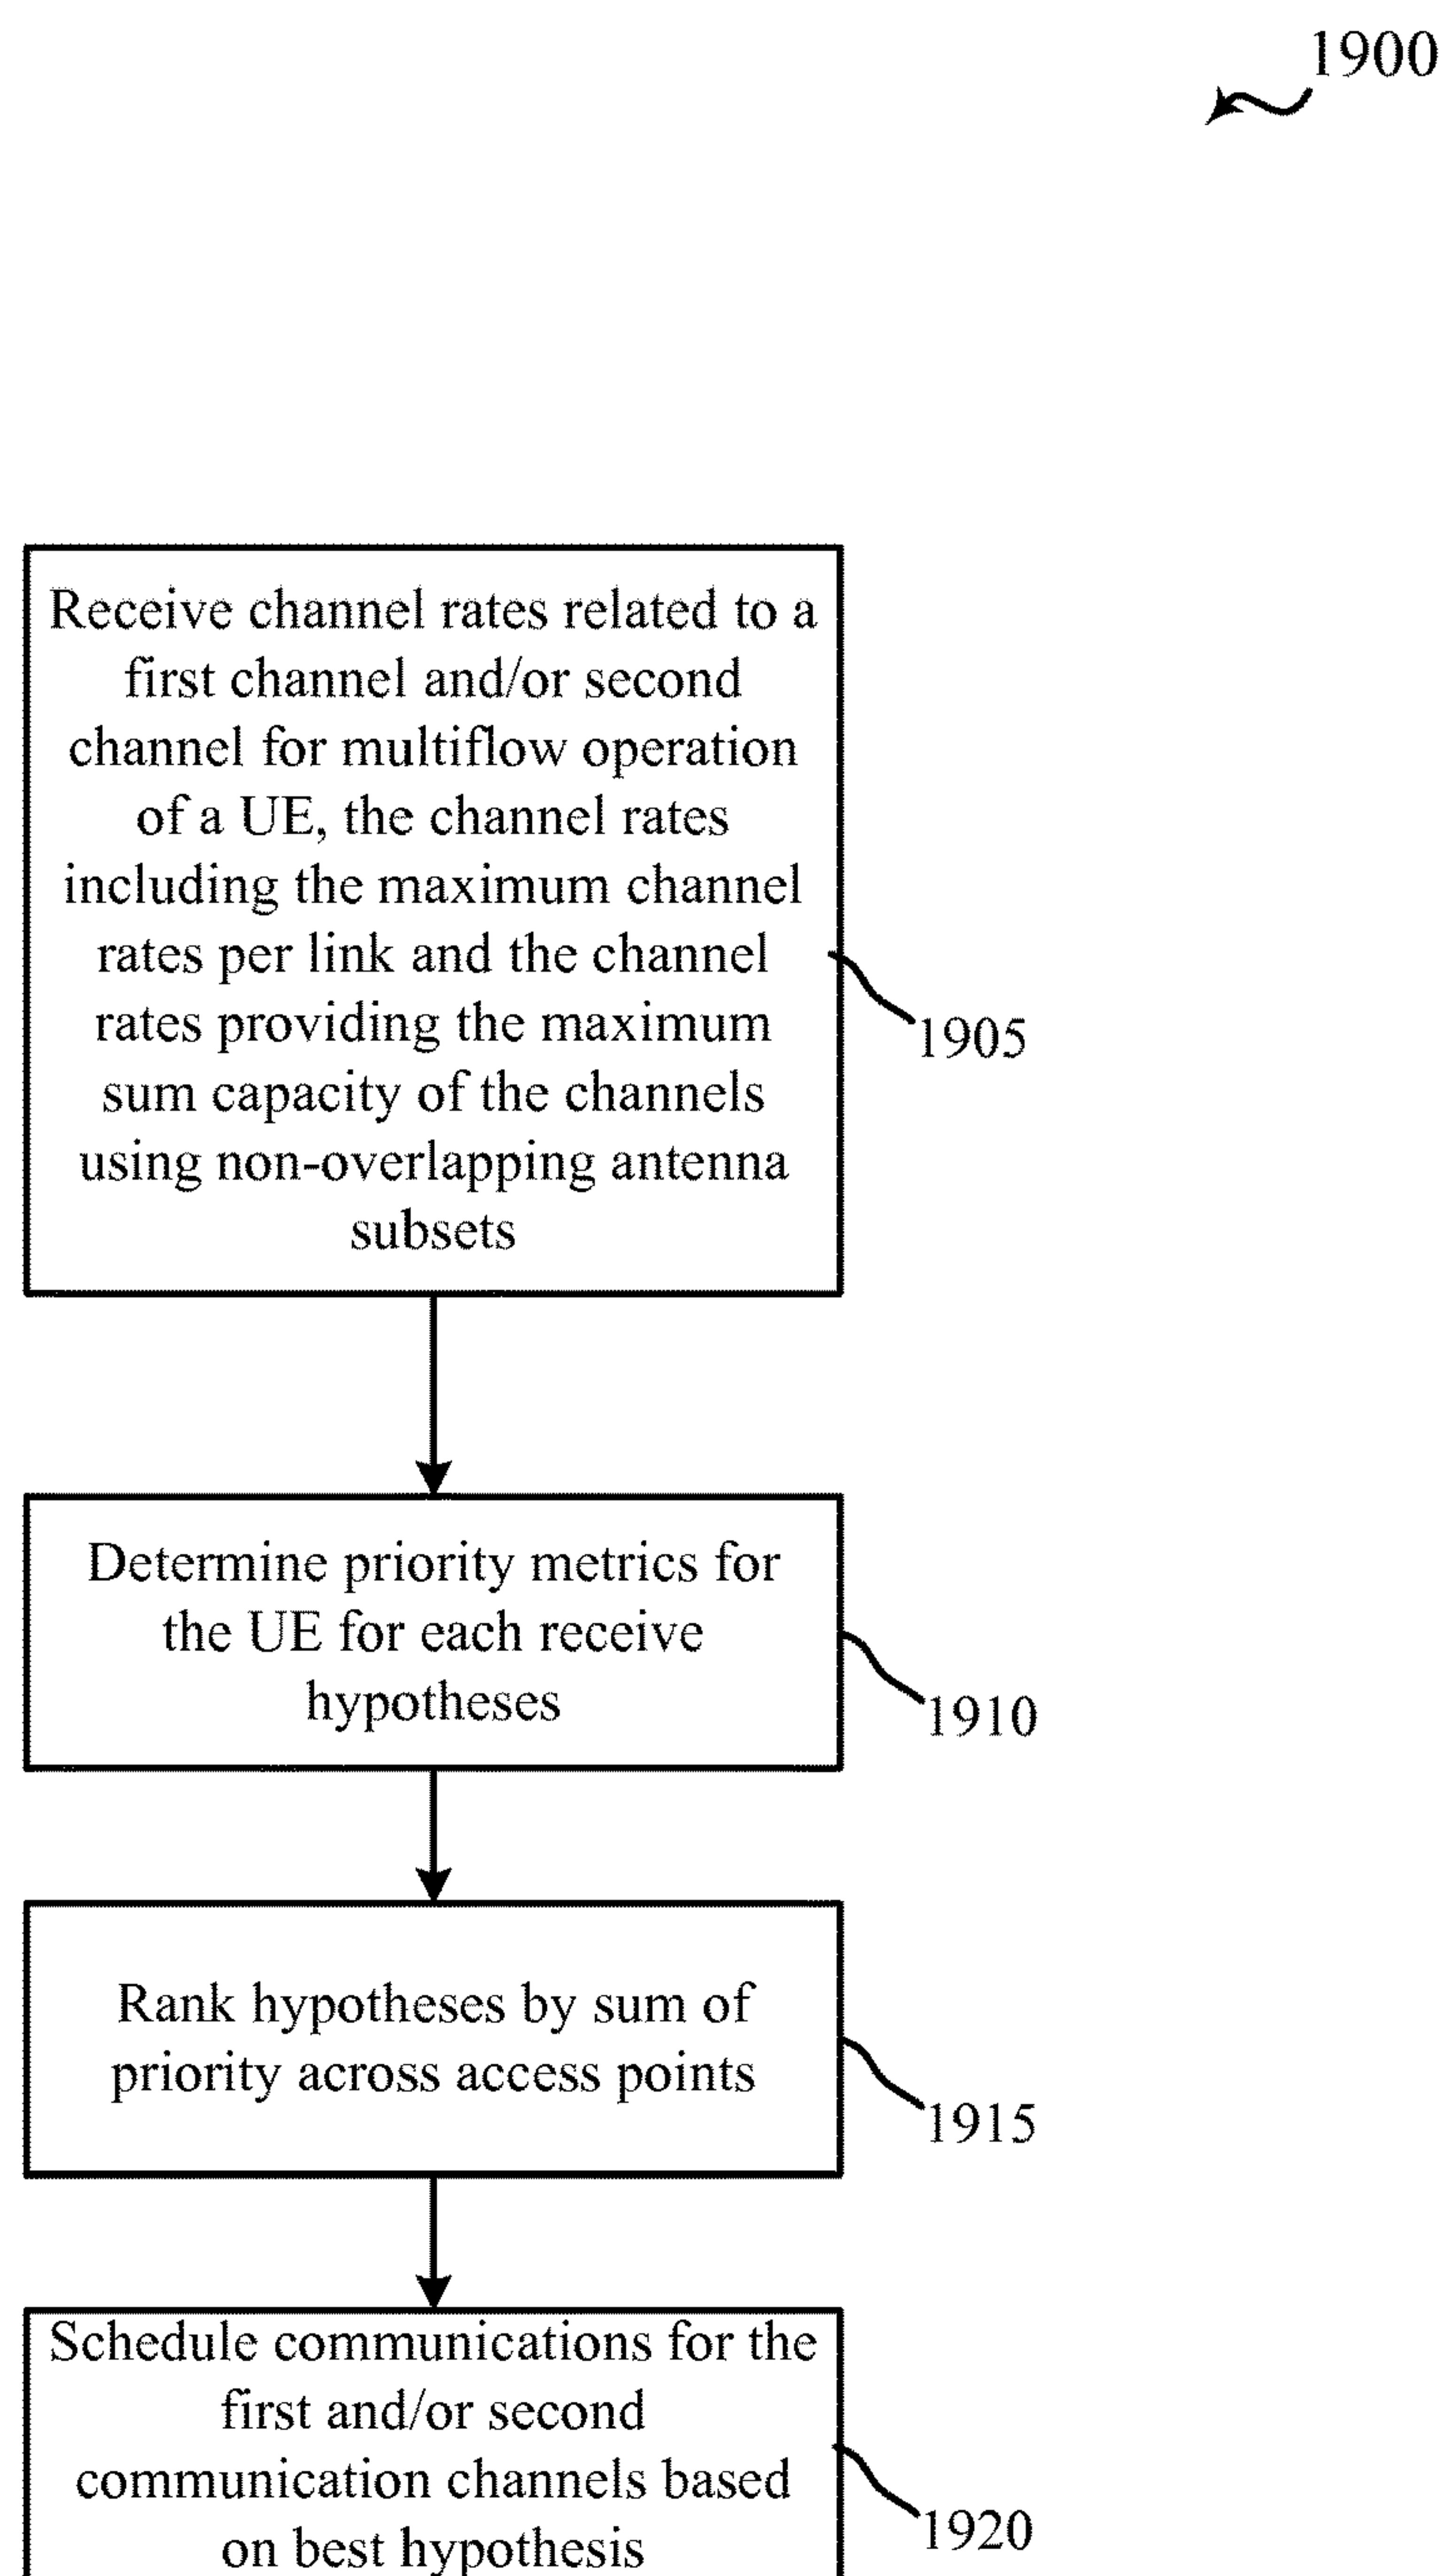 1900
Receive channel rates related to a
first channel and/or second
channel for multiflow operation
of a UE, the channel rates
including the maximum channel
rates per link and the channel
rates providing the maximum
sum capacity of the channels
using non-overlapping antenna
subsets
1905
Determine priority metrics for
the UE for each receive
hypotheses
1910
Rank hypotheses by sum of
priority across access points
1915
Schedule communications for the
first and/or second
communication channels based
on best hypothesis
1920